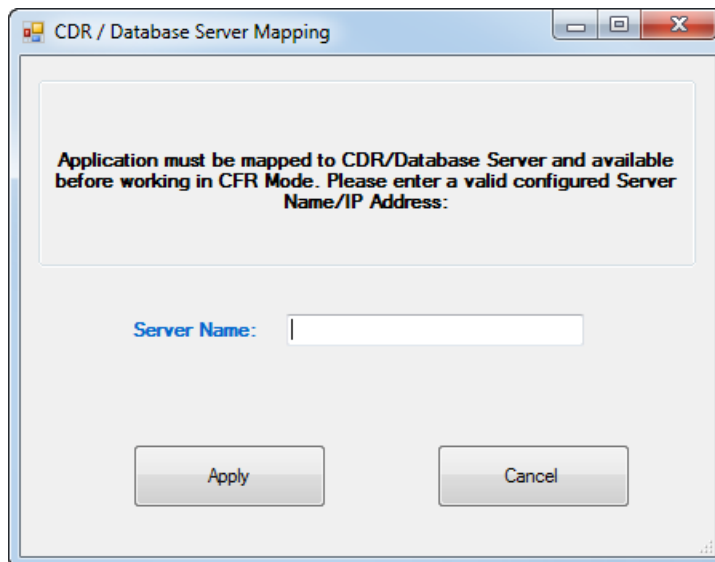 CDR / Database Server Mapping
Application must be mapped to CDR/Database Server and available
before working in CFR Mode. Please enter a valid configured Server
Name/IP Address:
Server Name:
Apply
Cancel